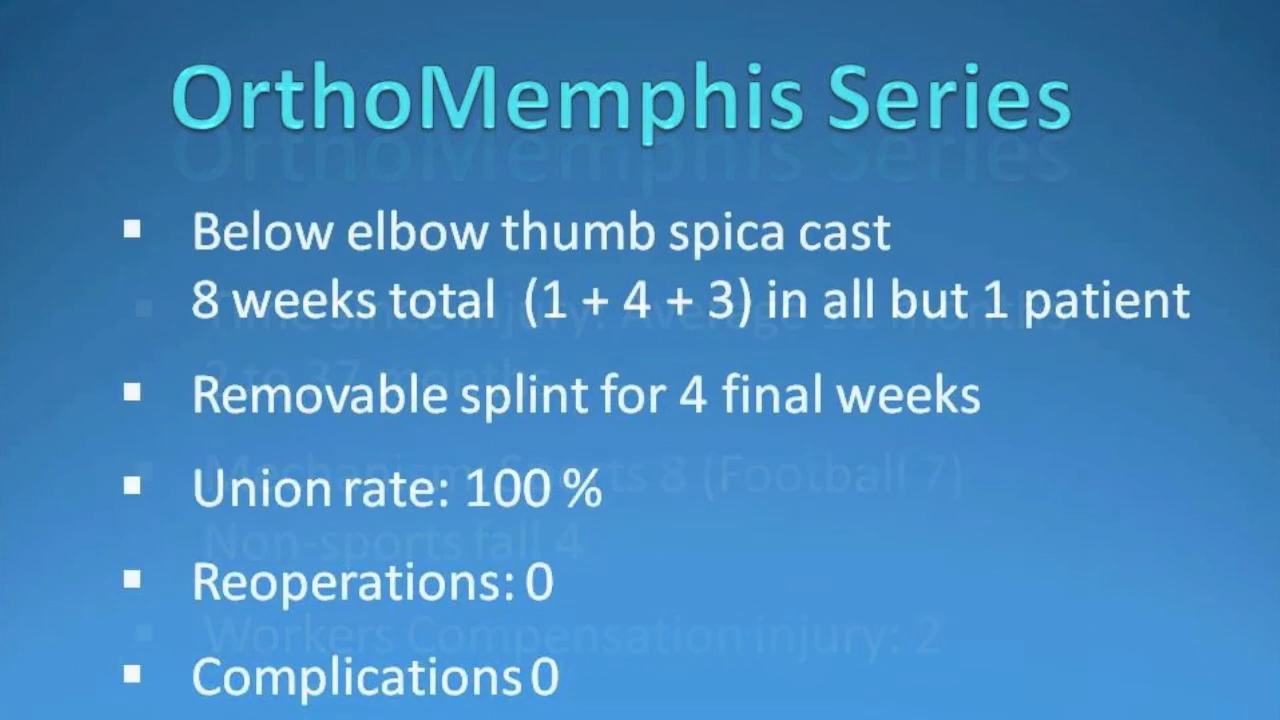 OrthoMemphis Series
▪ Below elbow thumb spica cast
8 weeks total (1 + 4 + 3) in all but 1 patient
▪ Removable splint for 4 final weeks
▪ Union rate: 100 %
▪ Reoperations: 0
▪ Complications 0